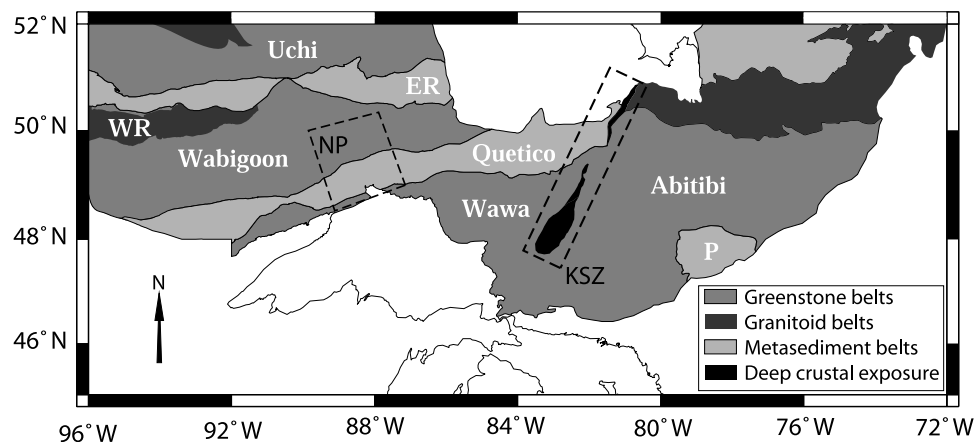 52° N
50° N
48° N
46° N
Uchi
ER
WR
NP
Wabigoon
Quetico
Abitibi
Wawa
P
KSZ
N
Greenstone belts
Granitoid belts
Metasediment belts
Deep crustal exposure
96° W
92° W
88° W
84° W
80° W
76° W
72° W